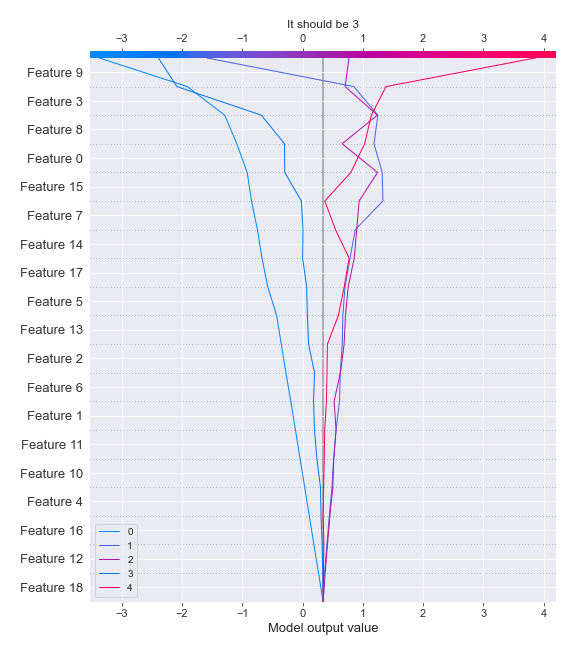 It should be 3
−3 −2 −1 0 1 2 3 4
Feature 9
Feature 3
Feature 8
Feature 0
Feature 15
Feature 7
Feature 14
Feature 17
Feature 5
Feature 13
Feature 2
Feature 6
Feature 1
Feature 11
Feature 10
Feature 4
Feature 16
Feature 12
Feature 18
0
1
2
3
4
−3 −2 −1 0 1 2 3 4
Model output value